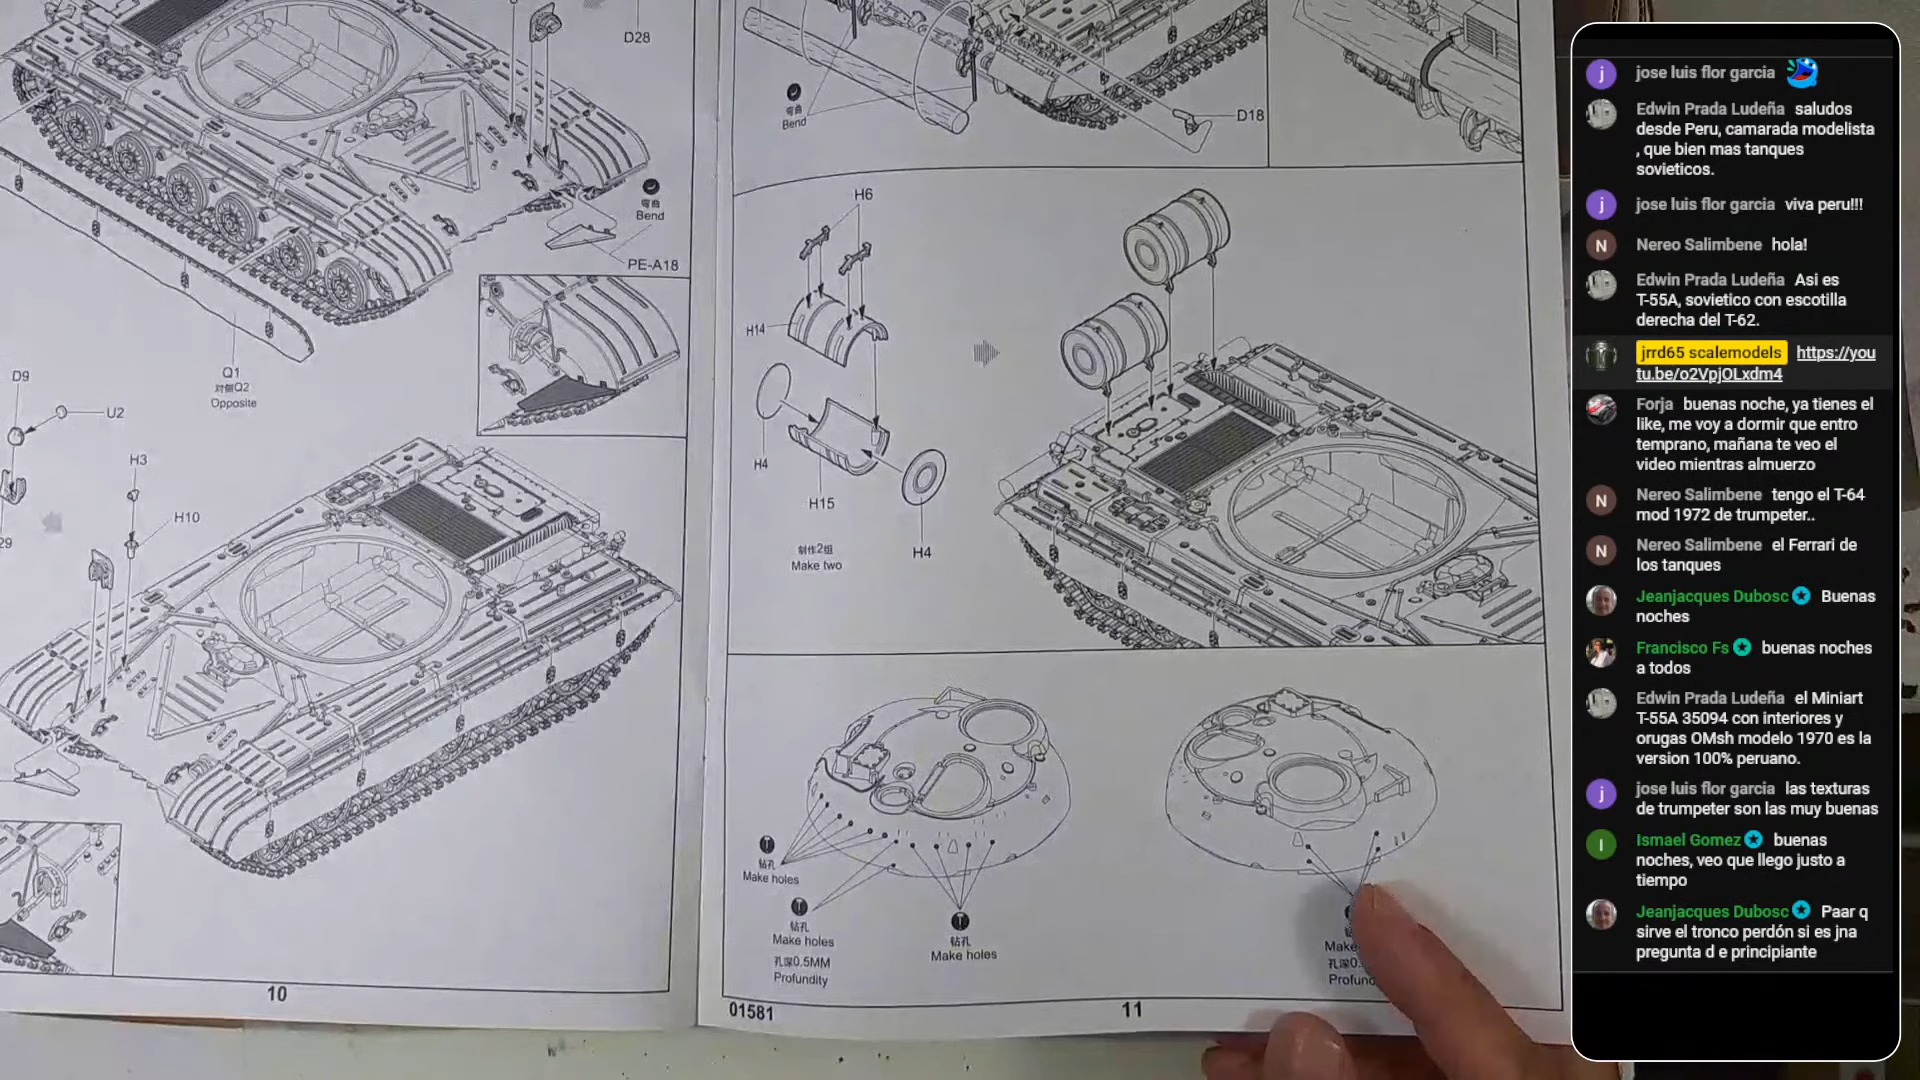 D28
弯曲
Bend
PE-A18
Q1
对侧Q2
Opposite
D9
U2
H3
H10
29
10
弯曲
Bend
D18
H6
H14
H4
H15
H4
制作2组
Make two
钻孔
Make holes
钻孔
Make holes
孔深0.5MM
Profundity
钻孔
Make holes
01581
11
jose luis flor garcia
Edwin Prada Ludeña saludos
desde Peru, camarada modelista
, que bien mas tanques
sovieticos.
jose luis flor garcia viva peru!!!
Nereo Salimbene hola!
Edwin Prada Ludeña Asi es
T-55A, sovietico con escotilla
derecha del T-62.
jrrd65 scalemodels https://you
tu.be/o2VpjOLxdm4
Forja buenas noche, ya tienes el
like, me voy a dormir que entro
temprano, mañana te veo el
video mientras almuerzo
Nereo Salimbene tengo el T-64
mod 1972 de trumpeter..
Nereo Salimbene el Ferrari de
los tanques
Jeanjacques Dubosc Buenas
noches
Francisco Fs buenas noches
a todos
Edwin Prada Ludeña el Miniart
T-55A 35094 con interiores y
orugas OMsh modelo 1970 es la
version 100% peruano.
jose luis flor garcia las texturas
de trumpeter son las muy buenas
Ismael Gomez buenas
noches, veo que llego justo a
tiempo
Jeanjacques Dubosc Paar q
sirve el tronco perdón si es jna
pregunta d e principiante